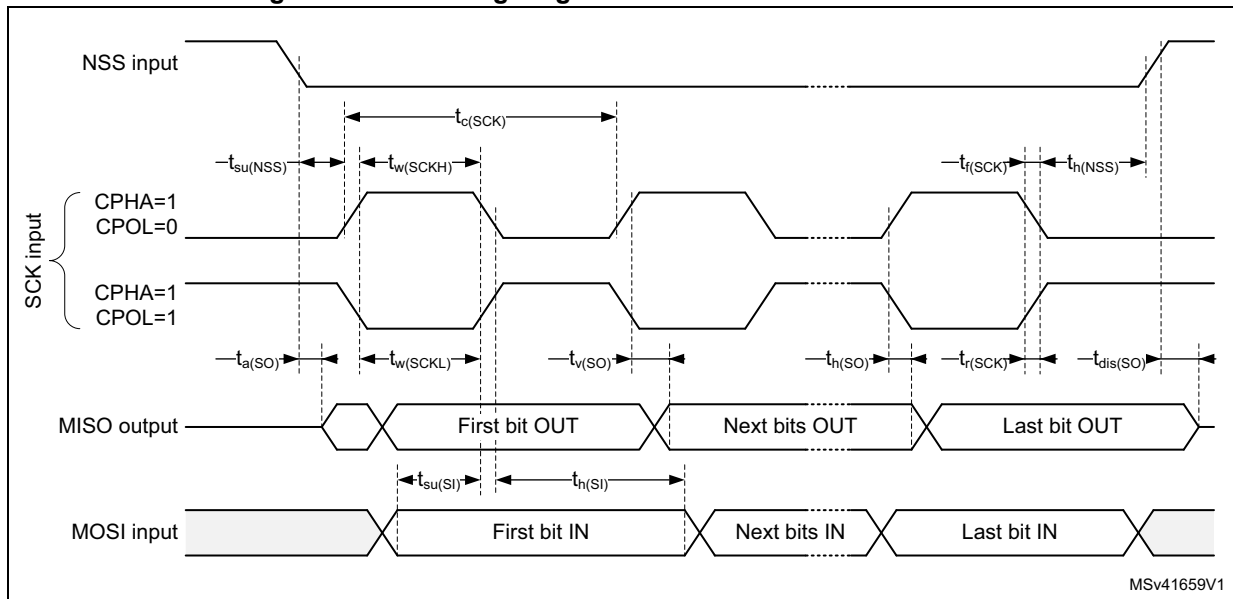 NSS input
tc(SCK)
tsu(NSS)
tw(SCKH)
tf(SCK)
th(NSS)
SCK input
CPHA=1
CPOL=0
CPHA=1
CPOL=1
ta(SO)
tw(SCKL)
tv(SO)
th(SO)
tr(SCK)
tdis(SO)
MISO output
First bit OUT
Next bits OUT
Last bit OUT
tsu(SI)
th(SI)
MOSI input
First bit IN
Next bits IN
Last bit IN
MSv41659V1